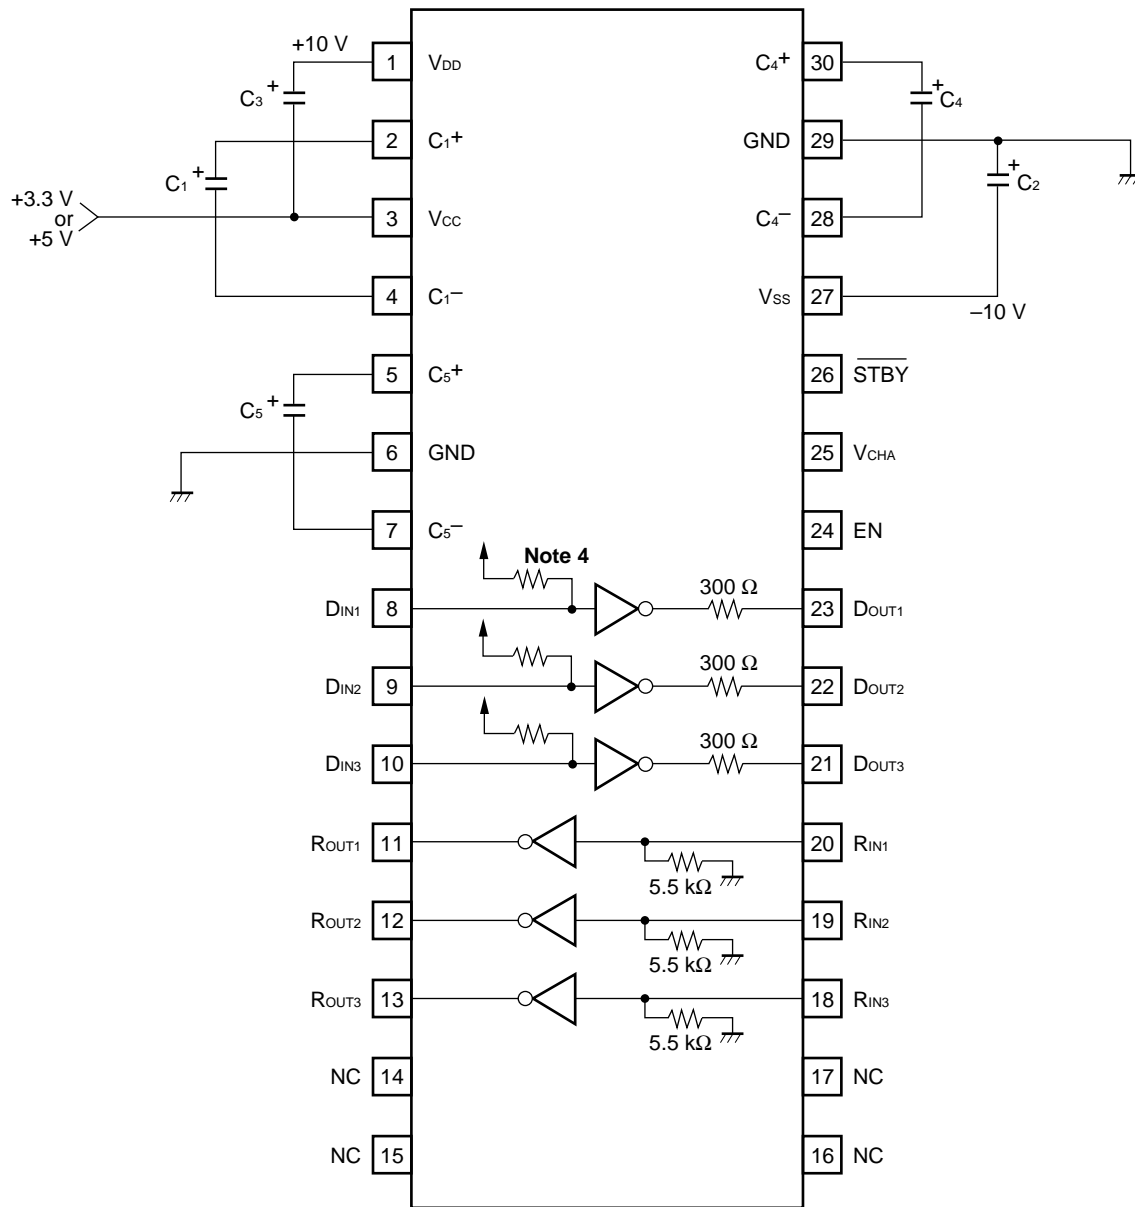 +10 V
1 VDD
C3 +
2 C1+
C1 +
+3.3 V
or
+5 V
3 VCC
4 C1–
5 C5+
C5 +
6 GND
7 C5–
C4+ 30
+ C4
GND 29
+ C2
C4– 28
VSS 27
–10 V
26 STBY
25 VCHA
24 EN
Note 4
DIN1 8
300 Ω
23 DOUT1
DIN2 9
300 Ω
22 DOUT2
DIN3 10
300 Ω
21 DOUT3
ROUT1 11
20 RIN1
5.5 kΩ
ROUT2 12
19 RIN2
5.5 kΩ
ROUT3 13
18 RIN3
5.5 kΩ
NC 14
17 NC
NC 15
16 NC